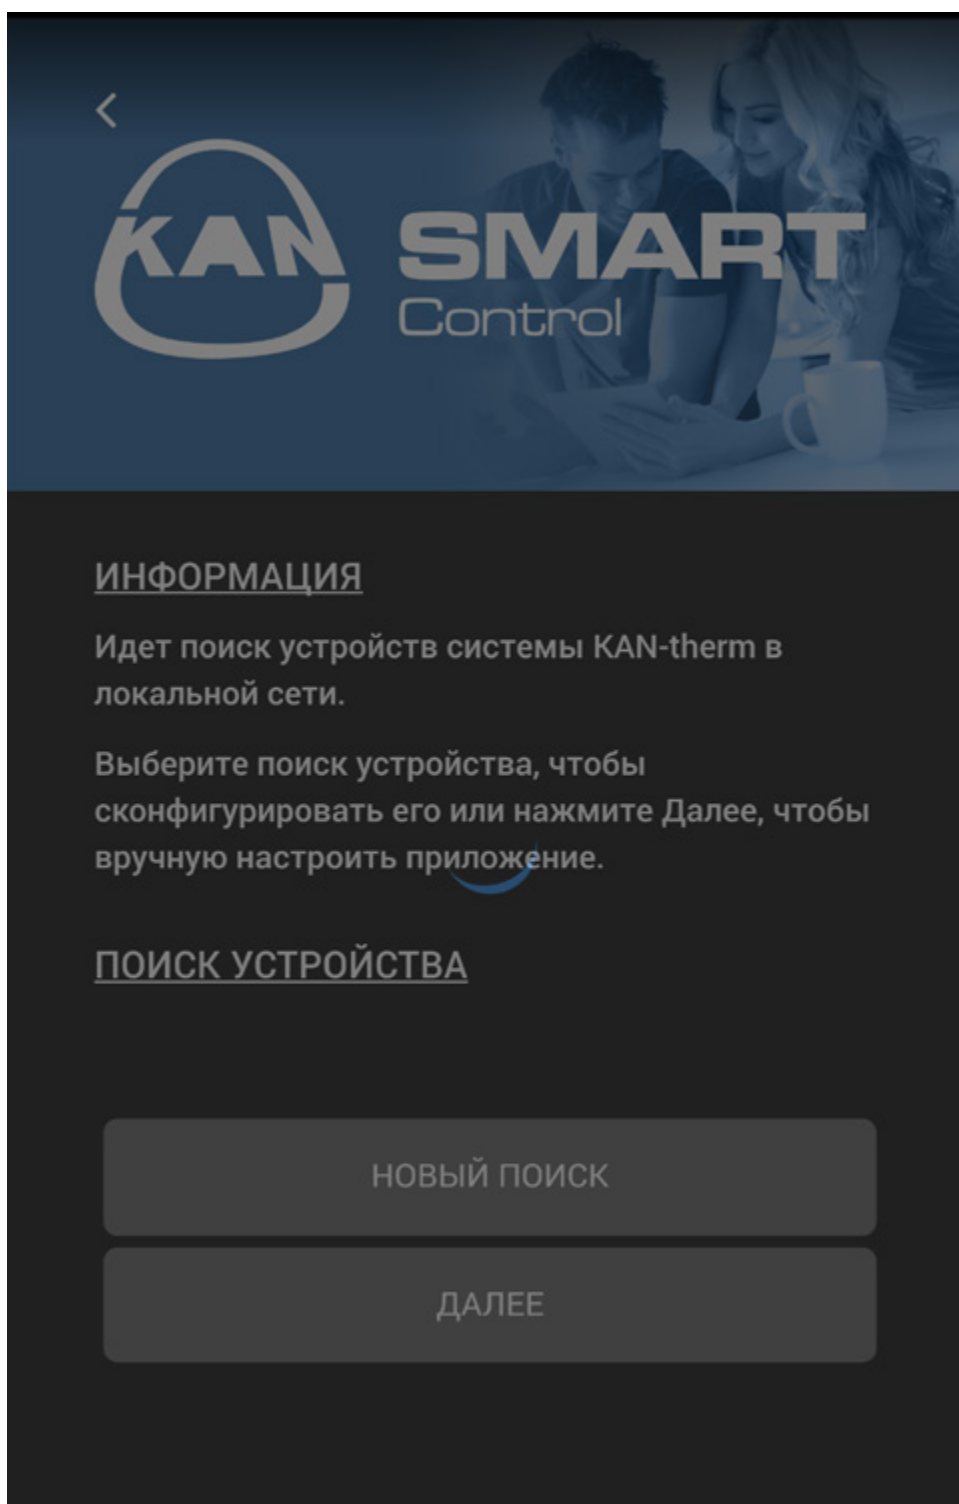 KAN
SMART
Control
ИНФОРМАЦИЯ
Идет поиск устройств системы KAN-therm в
локальной сети.
Выберите поиск устройства, чтобы
сконфигурировать его или нажмите Далее, чтобы
вручную настроить приложение.
ПОИСК УСТРОЙСТВА
НОВЫЙ ПОИСК
ДАЛЕЕ